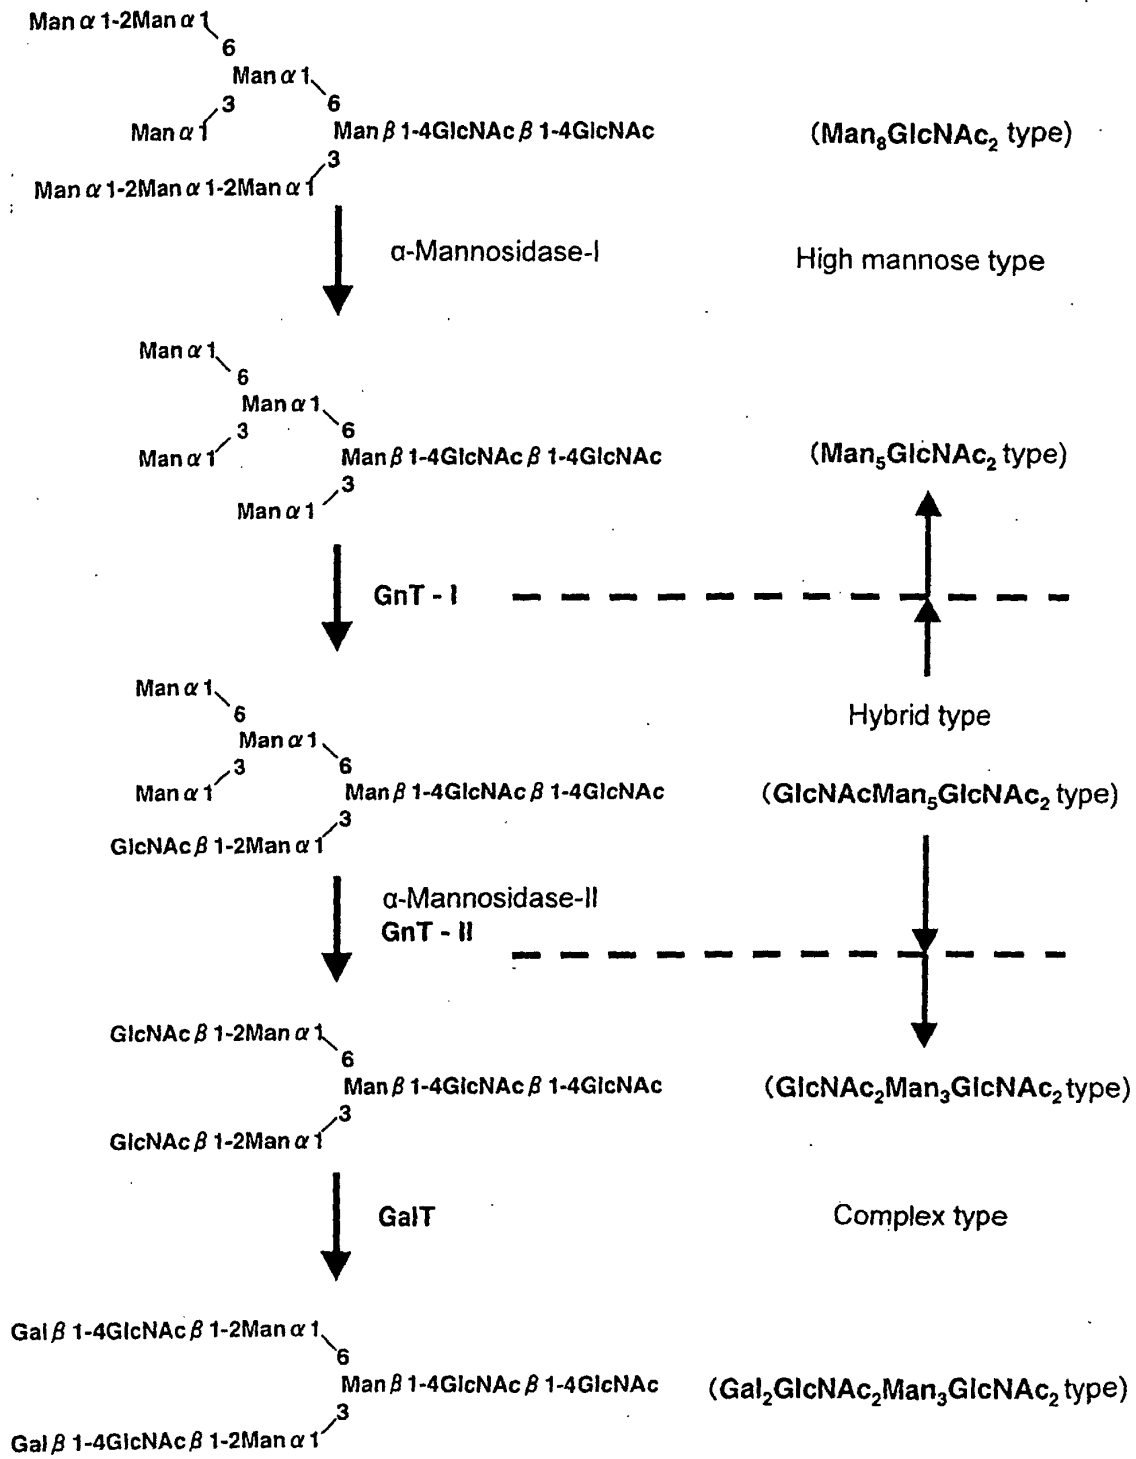 Man α 1-2Man α 1
6
Man α 1
3
6
Man α 1
Man β 1-4GlcNAc β 1-4GlcNAc
(Man8GlcNAc2 type)
3
Man α 1-2Man α 1-2Man α 1
α-Mannosidase-I
High mannose type
Man α 1
6
Man α 1
3
6
Man α 1
Man β 1-4GlcNAc β 1-4GlcNAc
(Man5GlcNAc2 type)
3
Man α 1
GnT - I
Man α 1
6
Hybrid type
Man α 1
3
6
Man α 1
Man β 1-4GlcNAc β 1-4GlcNAc
(GlcNAcMan5GlcNAc2 type)
3
GlcNAc β 1-2Man α 1
α-Mannosidase-II
GnT - II
GlcNAc β 1-2Man α 1
6
Man β 1-4GlcNAc β 1-4GlcNAc
(GlcNAc2Man3GlcNAc2 type)
3
GlcNAc β 1-2Man α 1
GalT
Complex type
Gal β 1-4GlcNAc β 1-2Man α 1
6
Man β 1-4GlcNAc β 1-4GlcNAc
(Gal2GlcNAc2Man3GlcNAc2 type)
3
Gal β 1-4GlcNAc β 1-2Man α 1